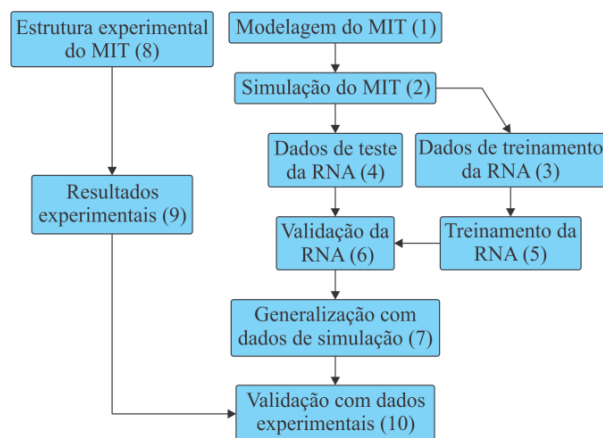 Estrutura experimental
do MIT (8)
Modelagem do MIT (1)
Simulação do MIT (2)
Dados de teste
da RNA (4)
Dados de treinamento
da RNA (3)
Resultados
experimentais (9)
Validação da
RNA (6)
Treinamento da
RNA (5)
Generalização com
dados de simulação (7)
Validação com dados
experimentais (10)